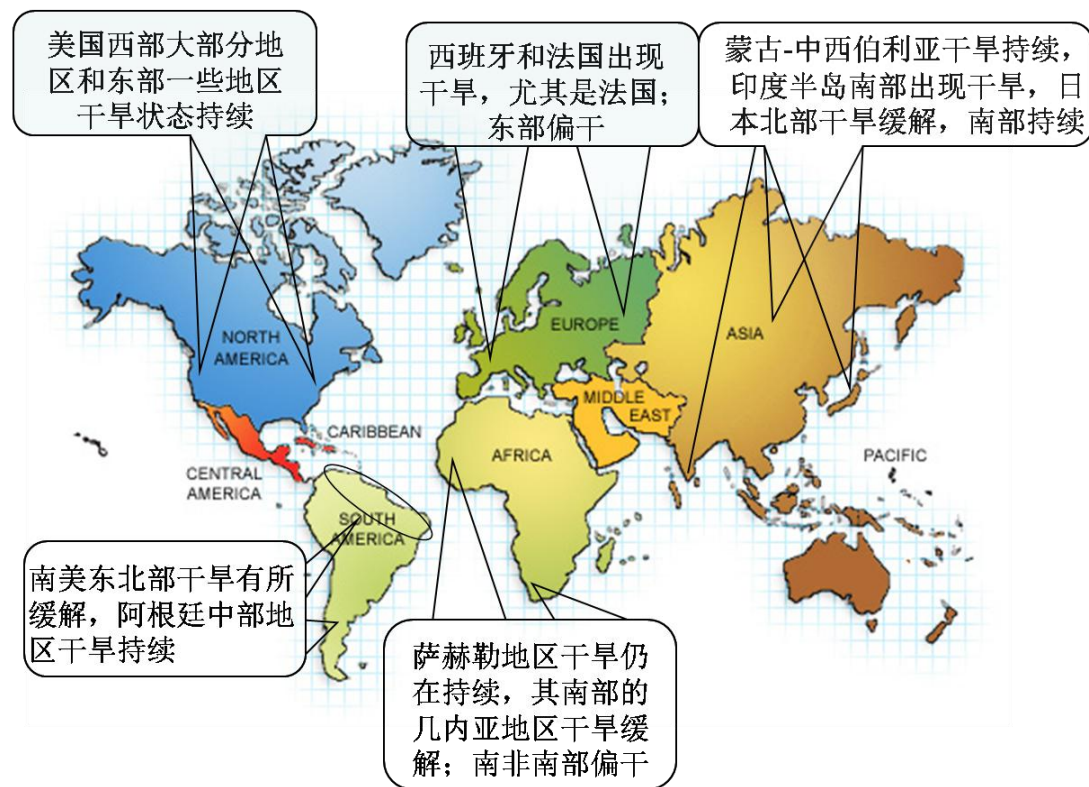 美国西部大部分地
区和东部一些地区
干旱状态持续
西班牙和法国出现
干旱，尤其是法国；
东部偏干
蒙古-中西伯利亚干旱持续，
印度半岛南部出现干旱，日
本北部干旱缓解，南部持续
NORTH
AMERICA
EUROPE
ASIA
MIDDLE
EAST
CARIBBEAN
AFRICA
PACIFIC
CENTRAL
AMERICA
SOUTH
AMERICA
南美东北部干旱有所
缓解，阿根廷中部地
区干旱持续
萨赫勒地区干旱仍
在持续，其南部的
几内亚地区干旱缓
解；南非南部偏干